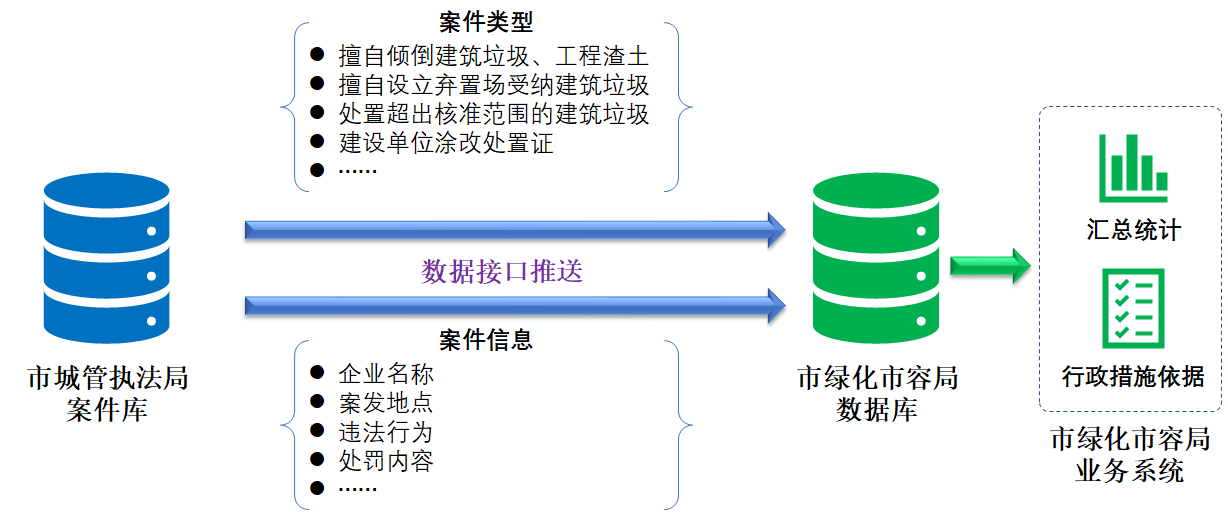 案件类型
● 擅自倾倒建筑垃圾、工程渣土
● 擅自设立弃置场受纳建筑垃圾
● 处置超出核准范围的建筑垃圾
● 建设单位涂改处置证
● ……
数据接口推送
案件信息
● 企业名称
● 案发地点
● 违法行为
● 处罚内容
● ……
市城管执法局
案件库
市绿化市容局
数据库
汇总统计
行政措施依据
市绿化市容局
业务系统